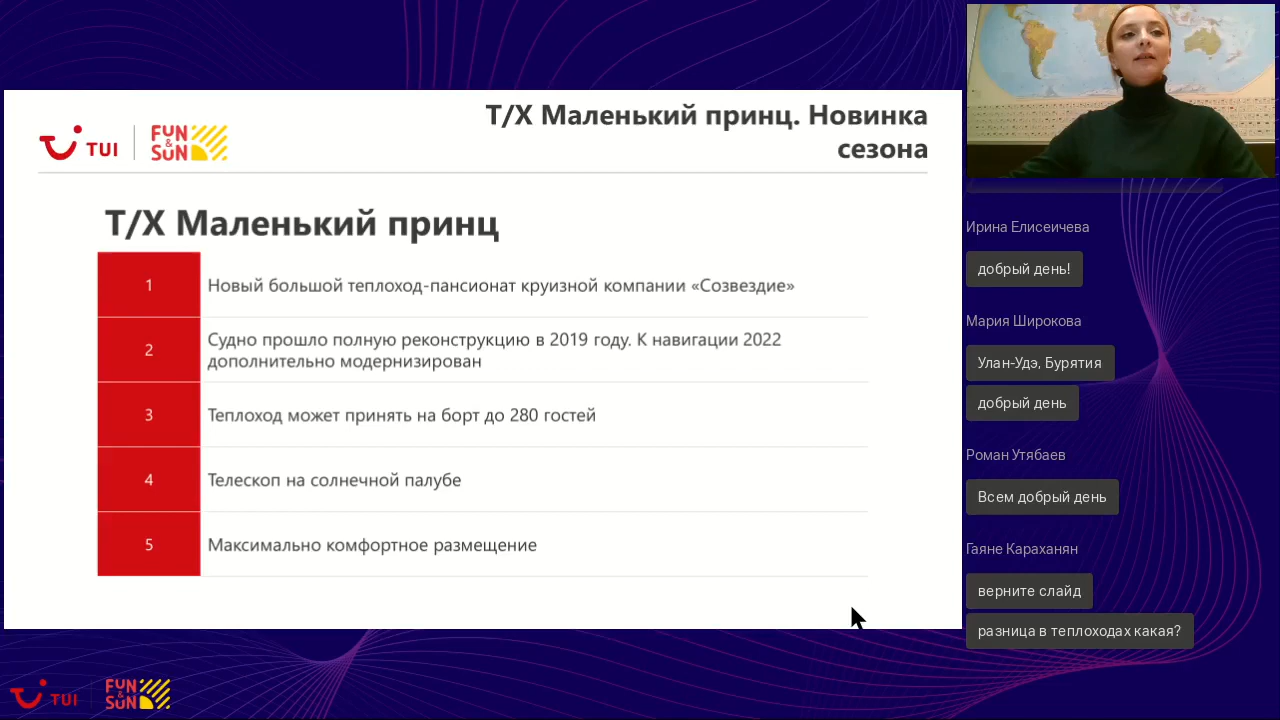 Т/Х Маленький принц. Новинка
сезона
TUI
FUN
&
SUN
Т/Х Маленький принц
1
Новый большой теплоход-пансионат круизной компании «Созвездие»
2
Судно прошло полную реконструкцию в 2019 году. К навигации 2022
дополнительно модернизирован
3
Теплоход может принять на борт до 280 гостей
4
Телескоп на солнечной палубе
5
Максимально комфортное размещение
Ирина Елисеичева
добрый день!
Мария Широкова
Улан-Удэ, Бурятия
добрый день
Роман Утябаев
Всем добрый день
Гаяне Караханян
верните слайд
разница в теплоходах какая?
TUI
FUN
&
SUN